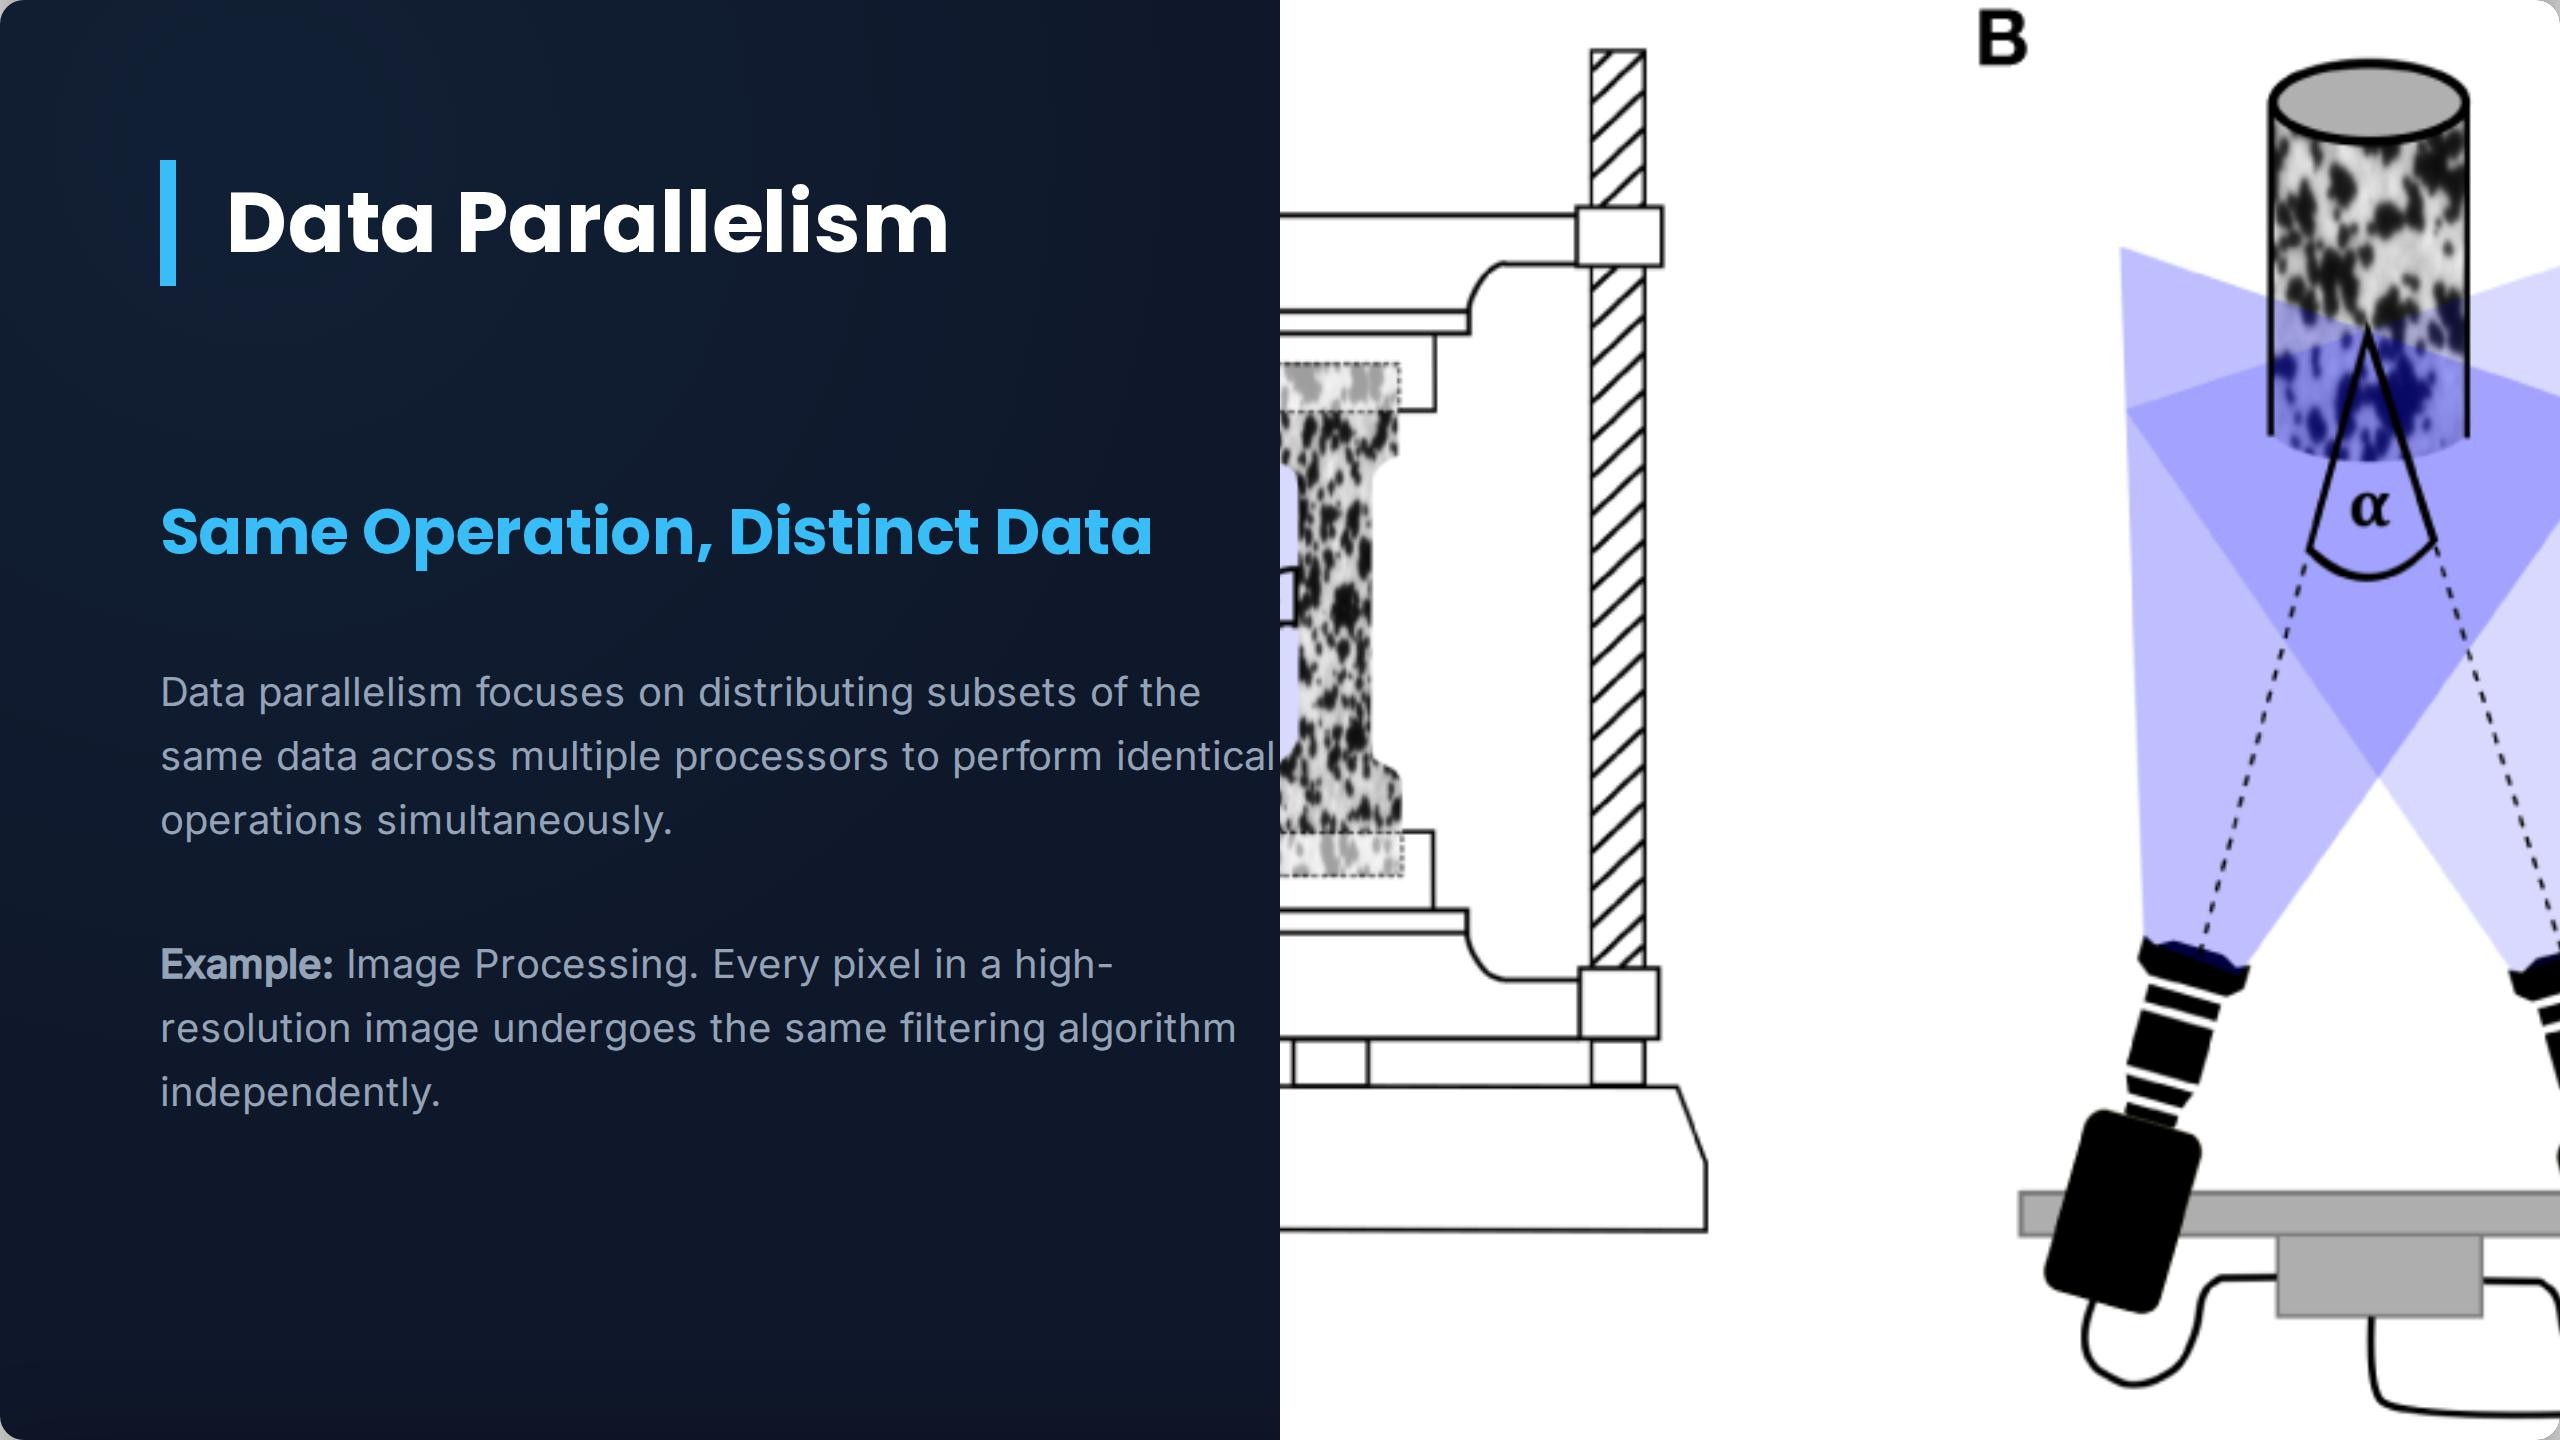 Data Parallelism
Same Operation, Distinct Data
Data parallelism focuses on distributing subsets of the
same data across multiple processors to perform identical
operations simultaneously.
Example: Image Processing. Every pixel in a high-
resolution image undergoes the same filtering algorithm
independently.
B
α